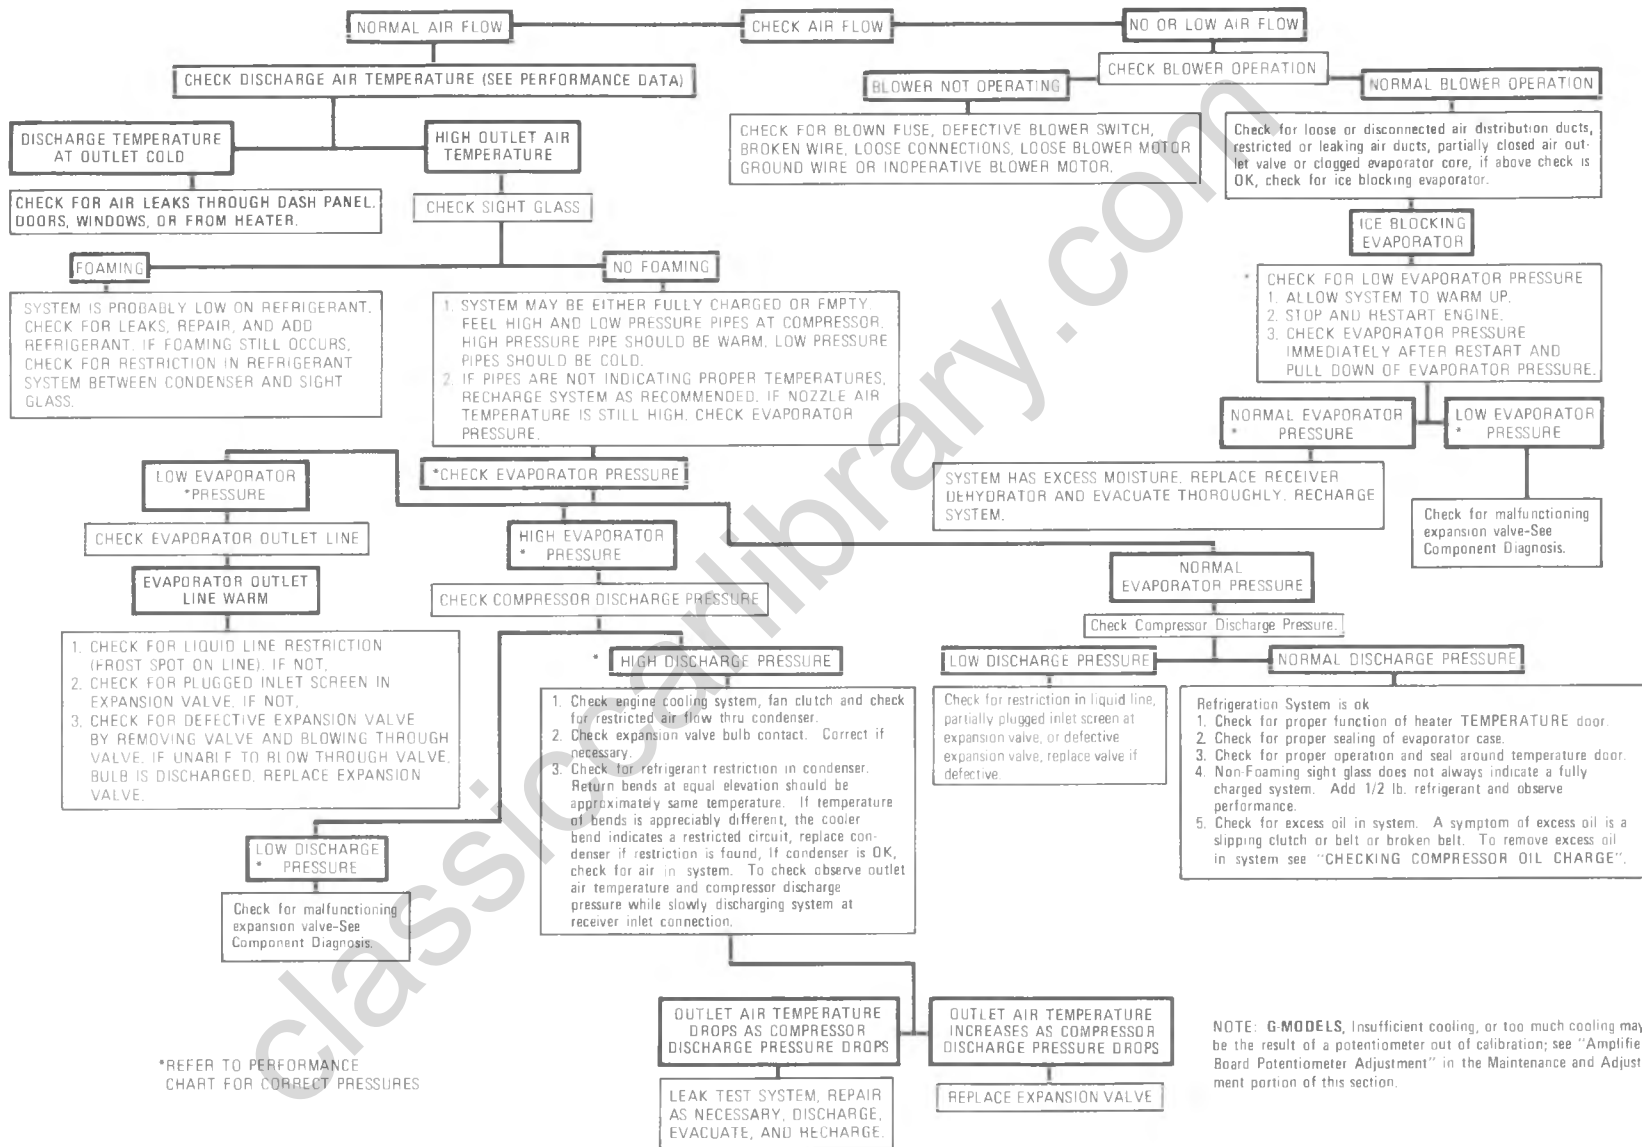 NORMAL AIR FLOW
CHECK AIR FLOW
NO OR LOW AIR FLOW
CHECK DISCHARGE AIR TEMPERATURE (SEE PERFORMANCE DATA)
CHECK BLOWER OPERATION
BLOWER NOT OPERATING
NORMAL BLOWER OPERATION
DISCHARGE TEMPERATURE
AT OUTLET COLD
HIGH OUTLET AIR
TEMPERATURE
CHECK FOR BLOWN FUSE, DEFECTIVE BLOWER SWITCH,
BROKEN WIRE, LOOSE CONNECTIONS, LOOSE BLOWER MOTOR
GROUND WIRE OR INOPERATIVE BLOWER MOTOR.
Check for loose or disconnected air distribution ducts,
restricted or leaking air ducts, partially closed air out-
let valve or clogged evaporator core, if above check is
OK, check for ice blocking evaporator.
CHECK FOR AIR LEAKS THROUGH DASH PANEL,
DOORS, WINDOWS, OR FROM HEATER.
CHECK SIGHT GLASS
ICE BLOCKING
EVAPORATOR
FOAMING
NO FOAMING
SYSTEM IS PROBABLY LOW ON REFRIGERANT.
CHECK FOR LEAKS, REPAIR, AND ADD
REFRIGERANT. IF FOAMING STILL OCCURS,
CHECK FOR RESTRICTION IN REFRIGERANT
SYSTEM BETWEEN CONDENSER AND SIGHT
GLASS.
1. SYSTEM MAY BE EITHER FULLY CHARGED OR EMPTY
FEEL HIGH AND LOW PRESSURE PIPES AT COMPRESSOR.
HIGH PRESSURE PIPE SHOULD BE WARM. LOW PRESSURE
PIPES SHOULD BE COLD.
2. IF PIPES ARE NOT INDICATING PROPER TEMPERATURES,
RECHARGE SYSTEM AS RECOMMENDED. IF NOZZLE AIR
TEMPERATURE IS STILL HIGH, CHECK EVAPORATOR
PRESSURE.
* CHECK FOR LOW EVAPORATOR PRESSURE
1. ALLOW SYSTEM TO WARM UP.
2. STOP AND RESTART ENGINE.
3. CHECK EVAPORATOR PRESSURE
IMMEDIATELY AFTER RESTART AND
PULL DOWN OF EVAPORATOR PRESSURE.
NORMAL EVAPORATOR
* PRESSURE
LOW EVAPORATOR
* PRESSURE
LOW EVAPORATOR
*PRESSURE
*CHECK EVAPORATOR PRESSURE
SYSTEM HAS EXCESS MOISTURE. REPLACE RECEIVER
DEHYDRATOR AND EVACUATE THOROUGHLY. RECHARGE
SYSTEM.
Check for malfunctioning
expansion valve-See
Component Diagnosis.
CHECK EVAPORATOR OUTLET LINE
HIGH EVAPORATOR
* PRESSURE
NORMAL
EVAPORATOR PRESSURE
EVAPORATOR OUTLET
LINE WARM
CHECK COMPRESSOR DISCHARGE PRESSURE
Check Compressor Discharge Pressure.
1. CHECK FOR LIQUID LINE RESTRICTION
(FROST SPOT ON LINE). IF NOT,
2. CHECK FOR PLUGGED INLET SCREEN IN
EXPANSION VALVE. IF NOT,
3. CHECK FOR DEFECTIVE EXPANSION VALVE
BY REMOVING VALVE AND BLOWING THROUGH
VALVE. IF UNABLE TO BLOW THROUGH VALVE,
BULB IS DISCHARGED. REPLACE EXPANSION
VALVE.
* HIGH DISCHARGE PRESSURE
LOW DISCHARGE PRESSURE
NORMAL DISCHARGE PRESSURE
1. Check engine cooling system, fan clutch and check
for restricted air flow thru condenser.
2. Check expansion valve bulb contact. Correct if
necessary.
3. Check for refrigerant restriction in condenser.
Return bends at equal elevation should be
approximately same temperature. If temperature
of bends is appreciably different, the cooler
bend indicates a restricted circuit, replace con-
denser if restriction is found, If condenser is OK,
check for air in system. To check observe outlet
air temperature and compressor discharge
pressure while slowly discharging system at
receiver inlet connection.
Check for restriction in liquid line,
partially plugged inlet screen at
expansion valve, or defective
expansion valve, replace valve if
defective.
Refrigeration System is ok
1. Check for proper function of heater TEMPERATURE door.
2. Check for proper sealing of evaporator case.
3. Check for proper operation and seal around temperature door.
4. Non-Foaming sight glass does not always indicate a fully
charged system. Add 1/2 lb. refrigerant and observe
performance.
5. Check for excess oil in system. A symptom of excess oil is a
slipping clutch or belt or broken belt. To remove excess oil
in system see "CHECKING COMPRESSOR OIL CHARGE".
LOW DISCHARGE
* PRESSURE
Check for malfunctioning
expansion valve-See
Component Diagnosis.
OUTLET AIR TEMPERATURE
DROPS AS COMPRESSOR
DISCHARGE PRESSURE DROPS
OUTLET AIR TEMPERATURE
INCREASES AS COMPRESSOR
DISCHARGE PRESSURE DROPS
LEAK TEST SYSTEM, REPAIR
AS NECESSARY, DISCHARGE,
EVACUATE, AND RECHARGE.
REPLACE EXPANSION VALVE
*REFER TO PERFORMANCE
CHART FOR CORRECT PRESSURES
NOTE: G-MODELS, Insufficient cooling, or too much cooling may
be the result of a potentiometer out of calibration; see "Amplifie
Board Potentiometer Adjustment" in the Maintenance and Adjust
ment portion of this section.
classiccarlibrary.com